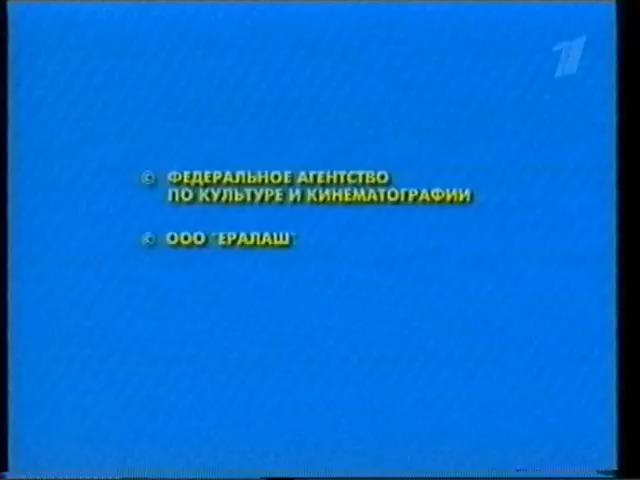 © ФЕДЕРАЛЬНОЕ АГЕНТСТВО
ПО КУЛЬТУРЕ И КИНЕМАТОГРАФИИ
© ООО "ЕРАЛАШ"